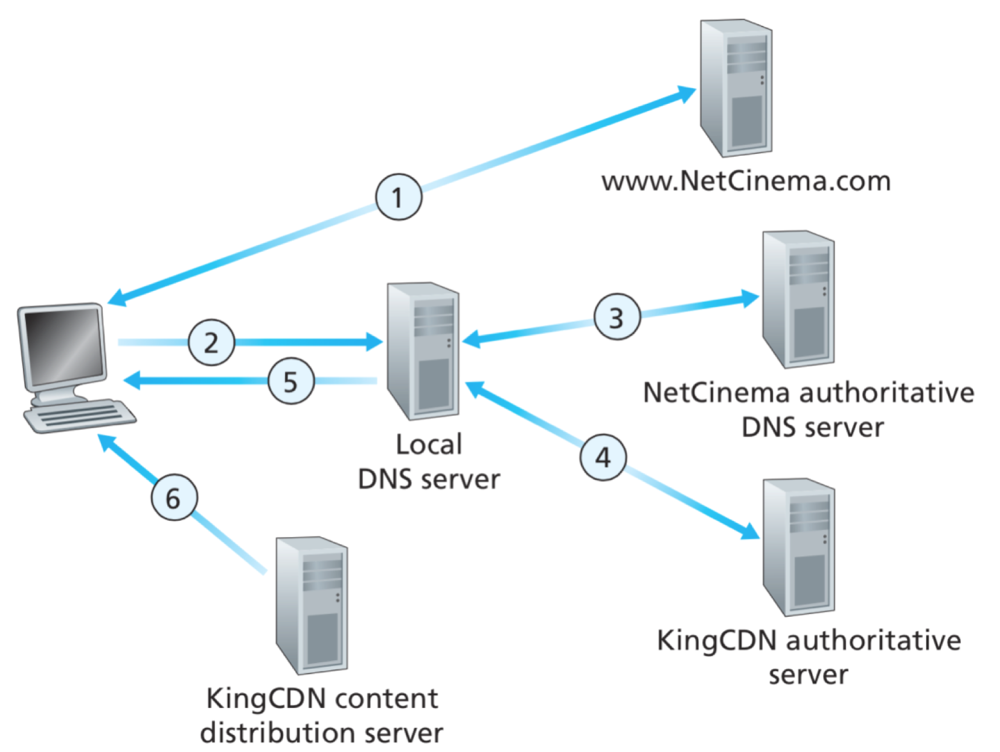 1
www.NetCinema.com
2
3
5
NetCinema authoritative
DNS server
Local
DNS server
4
6
KingCDN authoritative
server
KingCDN content
distribution server